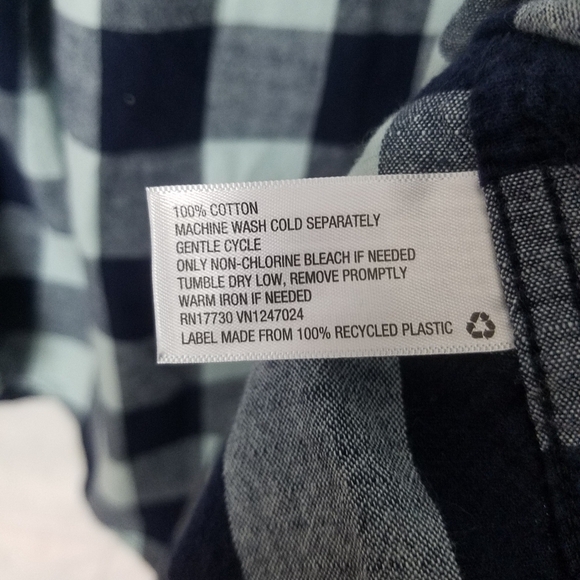 100% COTTON
MACHINE WASH COLD SEPARATELY
GENTLE CYCLE
ONLY NON-CHLORINE BLEACH IF NEEDED
TUMBLE DRY LOW, REMOVE PROMPTLY
WARM IRON IF NEEDED
RN17730 VN1247024
LABEL MADE FROM 100% RECYCLED PLASTIC